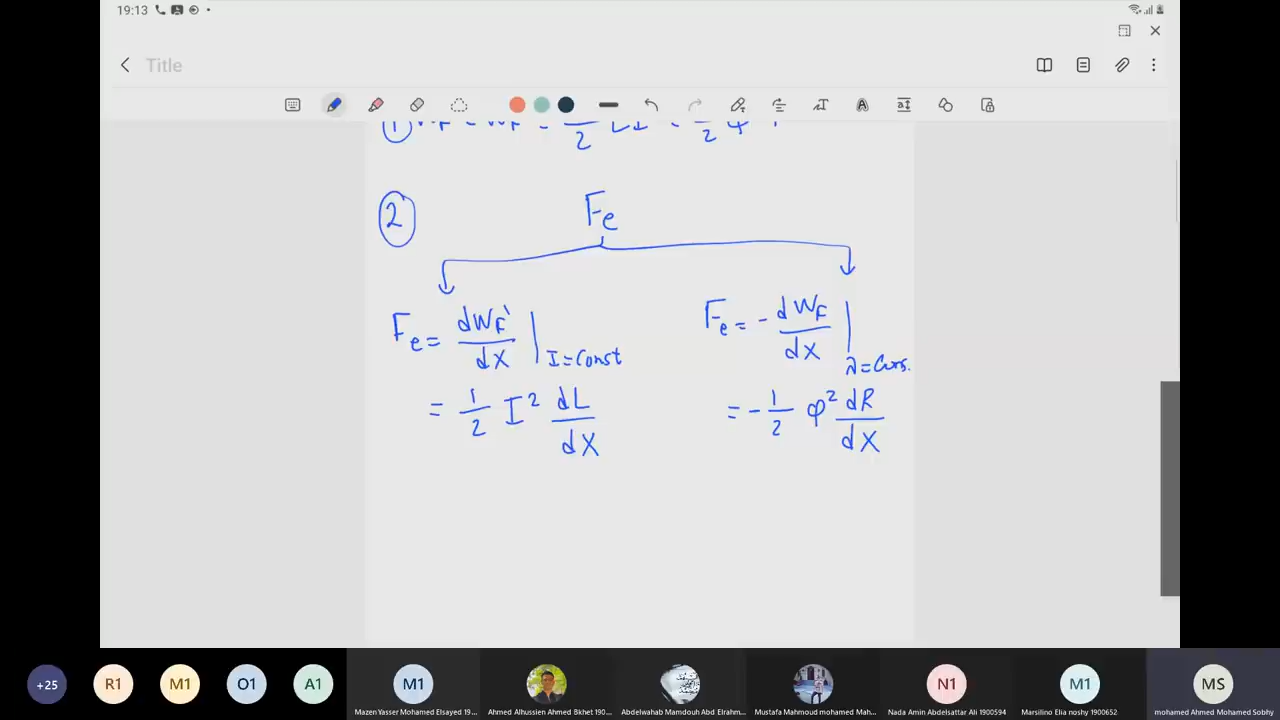 19:13
Title
2
2
2
Fe
Fe = dWF' / dX | I = Const
Fe = - dWF / dX | λ = Cons.
= 1/2 I² dL/dX
= - 1/2 φ² dR/dX
+25
R1
M1
O1
A1
M1
N1
M1
MS
Mazen Yasser Mohamed Elsayed 19...
Ahmed Alhussien Ahmed Bkhet 190...
Abdelwahab Mamdouh Abd Elrahm...
Mustafa Mahmoud mohamed Mah...
Nada Amin Abdelsattar Ali 1900594
Marsilino Elia noshy 1900652
mohamed Ahmed Mohamed Sobhy